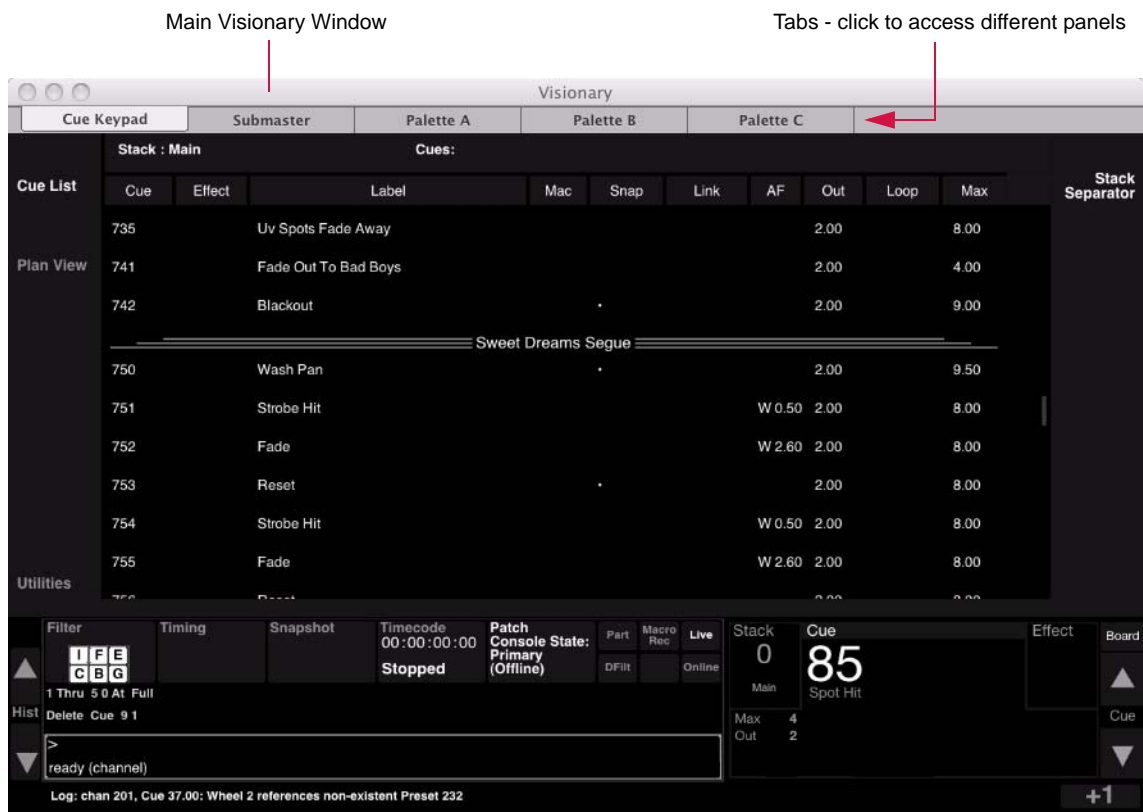 Main Visionary Window
Tabs - click to access different panels
Visionary
Cue Keypad Submaster Palette A Palette B Palette C
Stack : Main Cues:
Cue List
Cue Effect Label Mac Snap Link AF Out Loop Max
Stack
Separator
735 Uv Spots Fade Away 2.00 8.00
Plan View
741 Fade Out To Bad Boys 2.00 4.00
742 Blackout . 2.00 9.00
Sweet Dreams Segue
750 Wash Pan . 2.00 9.50
751 Strobe Hit W 0.50 2.00 8.00
752 Fade W 2.60 2.00 8.00
753 Reset . 2.00 8.00
754 Strobe Hit W 0.50 2.00 8.00
755 Fade W 2.60 2.00 8.00
Utilities
756 Reset 2.00 8.00
Filter
I F E
C B G
Timing
Snapshot
Timecode
00:00:00:00
Stopped
Patch
Console State:
Primary
(Offline)
Part Macro Rec Live
DFilt Online
Stack
0
Main
Cue
85
Spot Hit
Effect
Board
1 Thru 5 0 At Full
Hist
Delete Cue 9 1
Max 4
Out 2
Cue
>
ready (channel)
Log: chan 201, Cue 37.00: Wheel 2 references non-existent Preset 232
+1